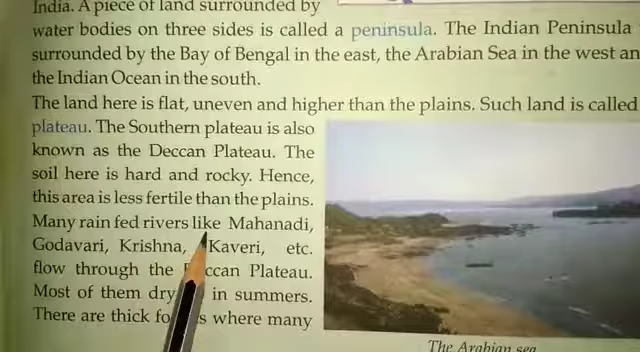 India. A piece of land surrounded by
water bodies on three sides is called a peninsula. The Indian Peninsula
surrounded by the Bay of Bengal in the east, the Arabian Sea in the west
the Indian Ocean in the south.
The land here is flat, uneven and higher than the plains. Such land is called
plateau. The Southern plateau is also
known as the Deccan Plateau. The
soil here is hard and rocky. Hence,
this area is less fertile than the plains.
Many rain fed rivers like Mahanadi,
Godavari, Krishna, Kaveri, etc.
flow through the Plateau.
Most of them dry in summers.
There are thick where many
The Arabian sea